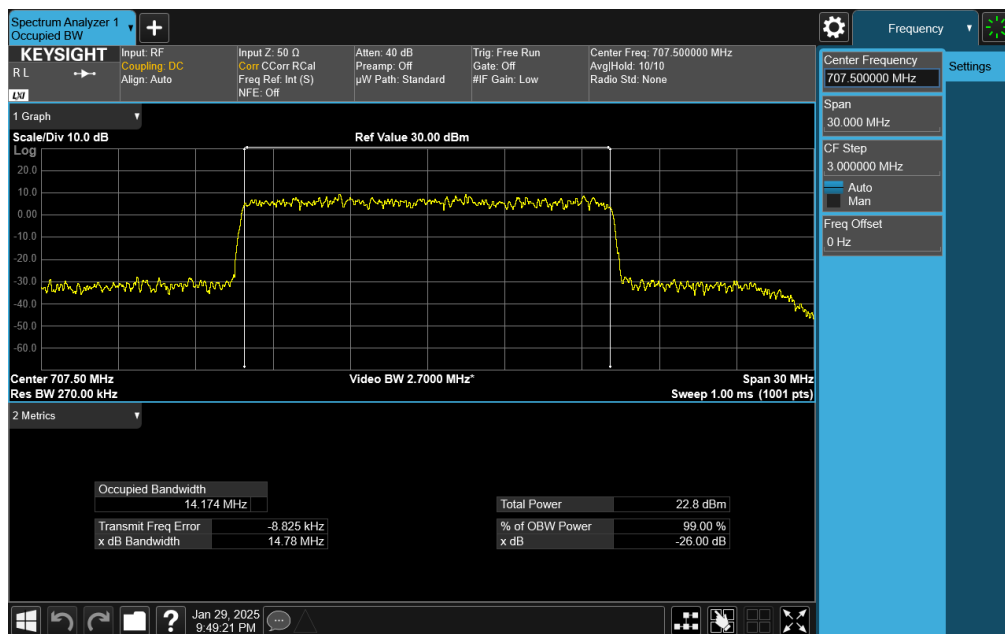 Spectrum Analyzer 1
Occupied BW
Frequency
KEYSIGHT
R L
LXI
Input: RF
Coupling: DC
Align: Auto
Input Z: 50 Ω
Corr CCorr RCal
Freq Ref: Int (S)
NFE: Off
Atten: 40 dB
Preamp: Off
µW Path: Standard
Trig: Free Run
Gate: Off
#IF Gain: Low
Center Freq: 707.500000 MHz
Avg|Hold: 10/10
Radio Std: None
Center Frequency
707.500000 MHz
Settings
Span
30.000 MHz
CF Step
3.000000 MHz
Auto
Man
Freq Offset
0 Hz
1 Graph
Scale/Div 10.0 dB
Ref Value 30.00 dBm
Log
20.0
10.0
0.00
-10.0
-20.0
-30.0
-40.0
-50.0
-60.0
Center 707.50 MHz
Video BW 2.7000 MHz*
Span 30 MHz
Res BW 270.00 kHz
Sweep 1.00 ms (1001 pts)
2 Metrics
Occupied Bandwidth
14.174 MHz
Total Power 22.8 dBm
Transmit Freq Error -8.825 kHz
% of OBW Power 99.00 %
x dB Bandwidth 14.78 MHz
x dB -26.00 dB
Jan 29, 2025
9:49:21 PM